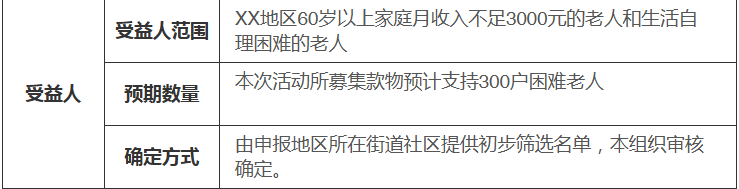 受益人
受益人范围
XX地区60岁以上家庭月收入不足3000元的老人和生活自
理困难的老人
预期数量
本次活动所募集款物预计支持300户困难老人
确定方式
由申报地区所在街道社区提供初步筛选名单，本组织审核
确定。